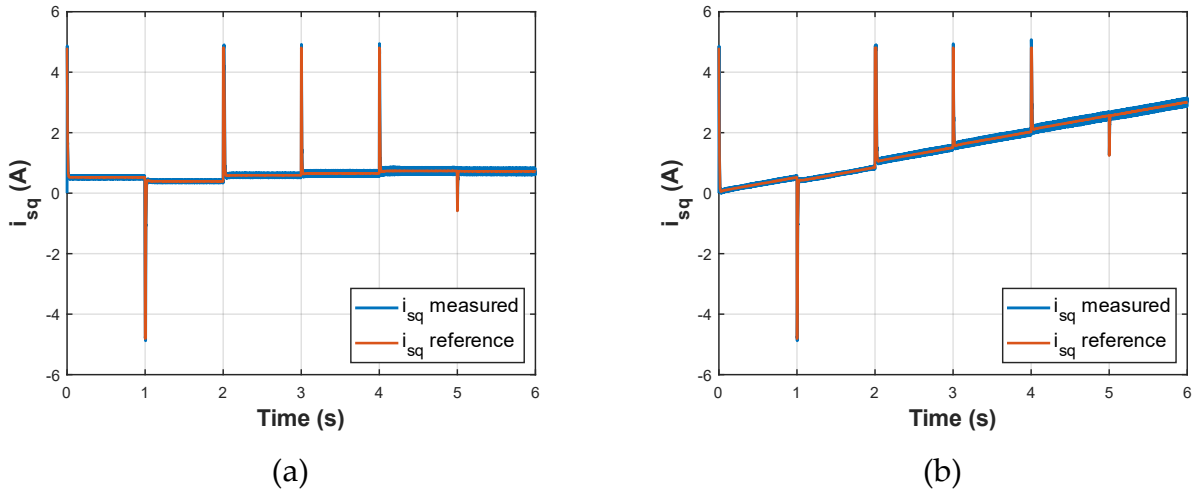 6
4
2
0
-2
-4
-6
i_sq (A)
i_sq measured
i_sq reference
0 1 2 3 4 5 6
Time (s)
(a)
6
4
2
0
-2
-4
-6
i_sq (A)
i_sq measured
i_sq reference
0 1 2 3 4 5 6
Time (s)
(b)